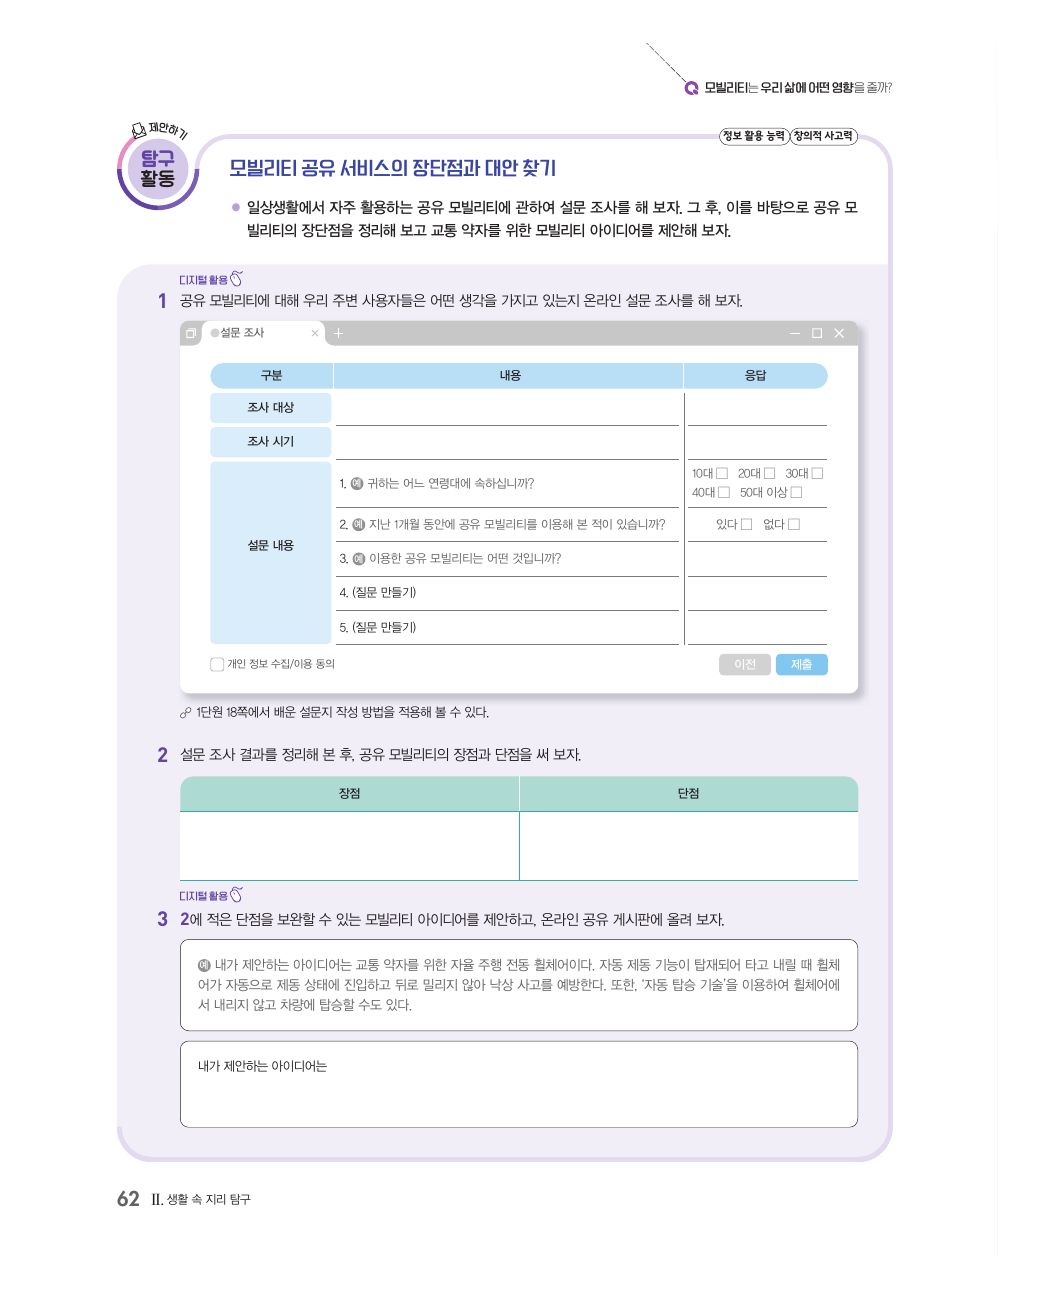 모빌리티는 우리 삶에 어떤 영향을 줄까?
제안하기
탐구
활동
정보 활용 능력 창의적 사고력
모빌리티 공유 서비스의 장단점과 대안 찾기
일상생활에서 자주 활용하는 공유 모빌리티에 관하여 설문 조사를 해 보자. 그 후, 이를 바탕으로 공유 모
빌리티의 장단점을 정리해 보고 교통 약자를 위한 모빌리티 아이디어를 제안해 보자.
디지털 활용
1 공유 모빌리티에 대해 우리 주변 사용자들은 어떤 생각을 가지고 있는지 온라인 설문 조사를 해 보자.
설문 조사
구분 내용 응답
조사 대상
조사 시기
설문 내용
1. 예 귀하는 어느 연령대에 속하십니까?
10대 □ 20대 □ 30대 □
40대 □ 50대 이상 □
2. 예 지난 1개월 동안에 공유 모빌리티를 이용해 본 적이 있습니까? 있다 □ 없다 □
3. 예 이용한 공유 모빌리티는 어떤 것입니까?
4. (질문 만들기)
5. (질문 만들기)
□ 개인 정보 수집/이용 동의 이전 제출
1단원 18쪽에서 배운 설문지 작성 방법을 적용해 볼 수 있다.
2 설문 조사 결과를 정리해 본 후, 공유 모빌리티의 장점과 단점을 써 보자.
장점 단점
디지털 활용
3 2에 적은 단점을 보완할 수 있는 모빌리티 아이디어를 제안하고, 온라인 공유 게시판에 올려 보자.
예 내가 제안하는 아이디어는 교통 약자를 위한 자율 주행 전동 휠체어이다. 자동 제동 기능이 탑재되어 타고 내릴 때 휠체
어가 자동으로 제동 상태에 진입하고 뒤로 밀리지 않아 낙상 사고를 예방한다. 또한, ‘자동 탑승 기술’을 이용하여 휠체어에
서 내리지 않고 차량에 탑승할 수도 있다.
내가 제안하는 아이디어는
62 Ⅱ. 생활 속 지리 탐구